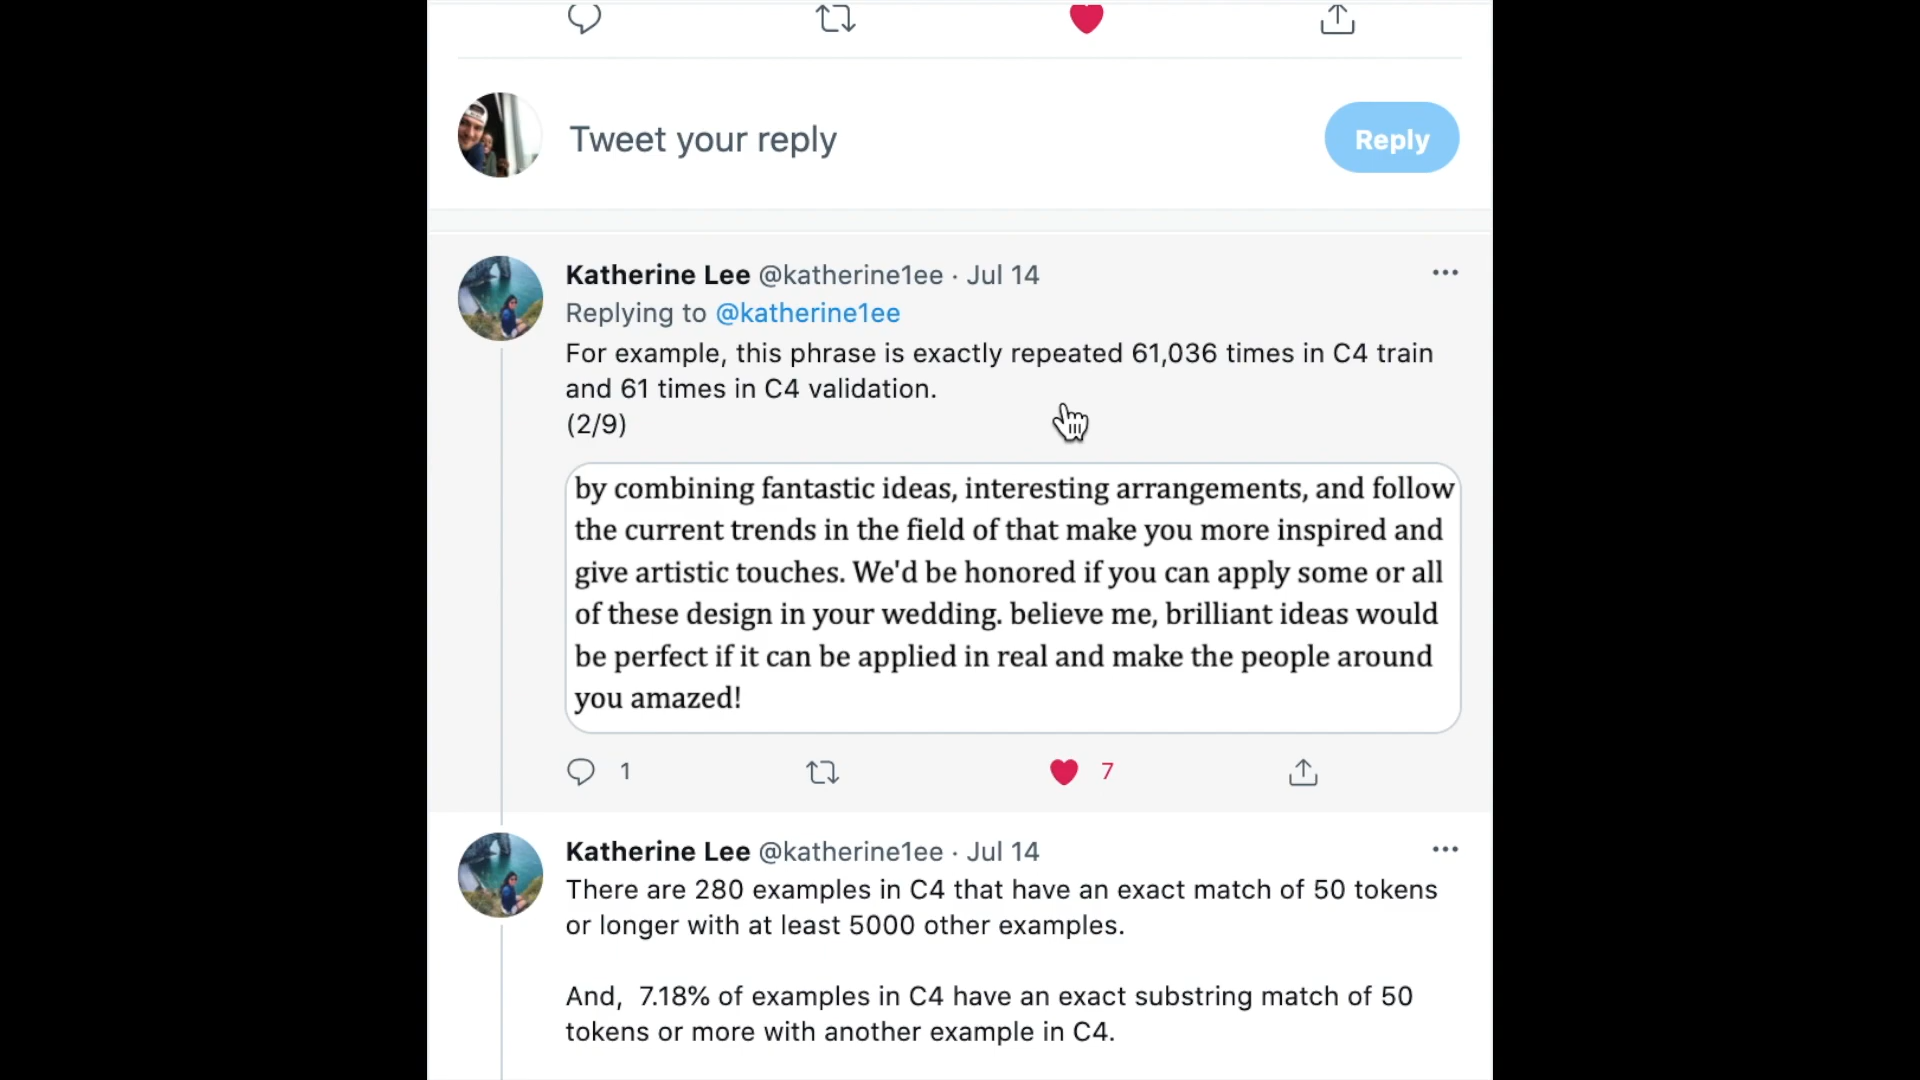 Tweet your reply
Reply
Katherine Lee @katherine1ee · Jul 14
Replying to @katherine1ee
For example, this phrase is exactly repeated 61,036 times in C4 train
and 61 times in C4 validation.
(2/9)
by combining fantastic ideas, interesting arrangements, and follow
the current trends in the field of that make you more inspired and
give artistic touches. We'd be honored if you can apply some or all
of these design in your wedding. believe me, brilliant ideas would
be perfect if it can be applied in real and make the people around
you amazed!
1
7
Katherine Lee @katherine1ee · Jul 14
There are 280 examples in C4 that have an exact match of 50 tokens
or longer with at least 5000 other examples.
And,  7.18% of examples in C4 have an exact substring match of 50
tokens or more with another example in C4.